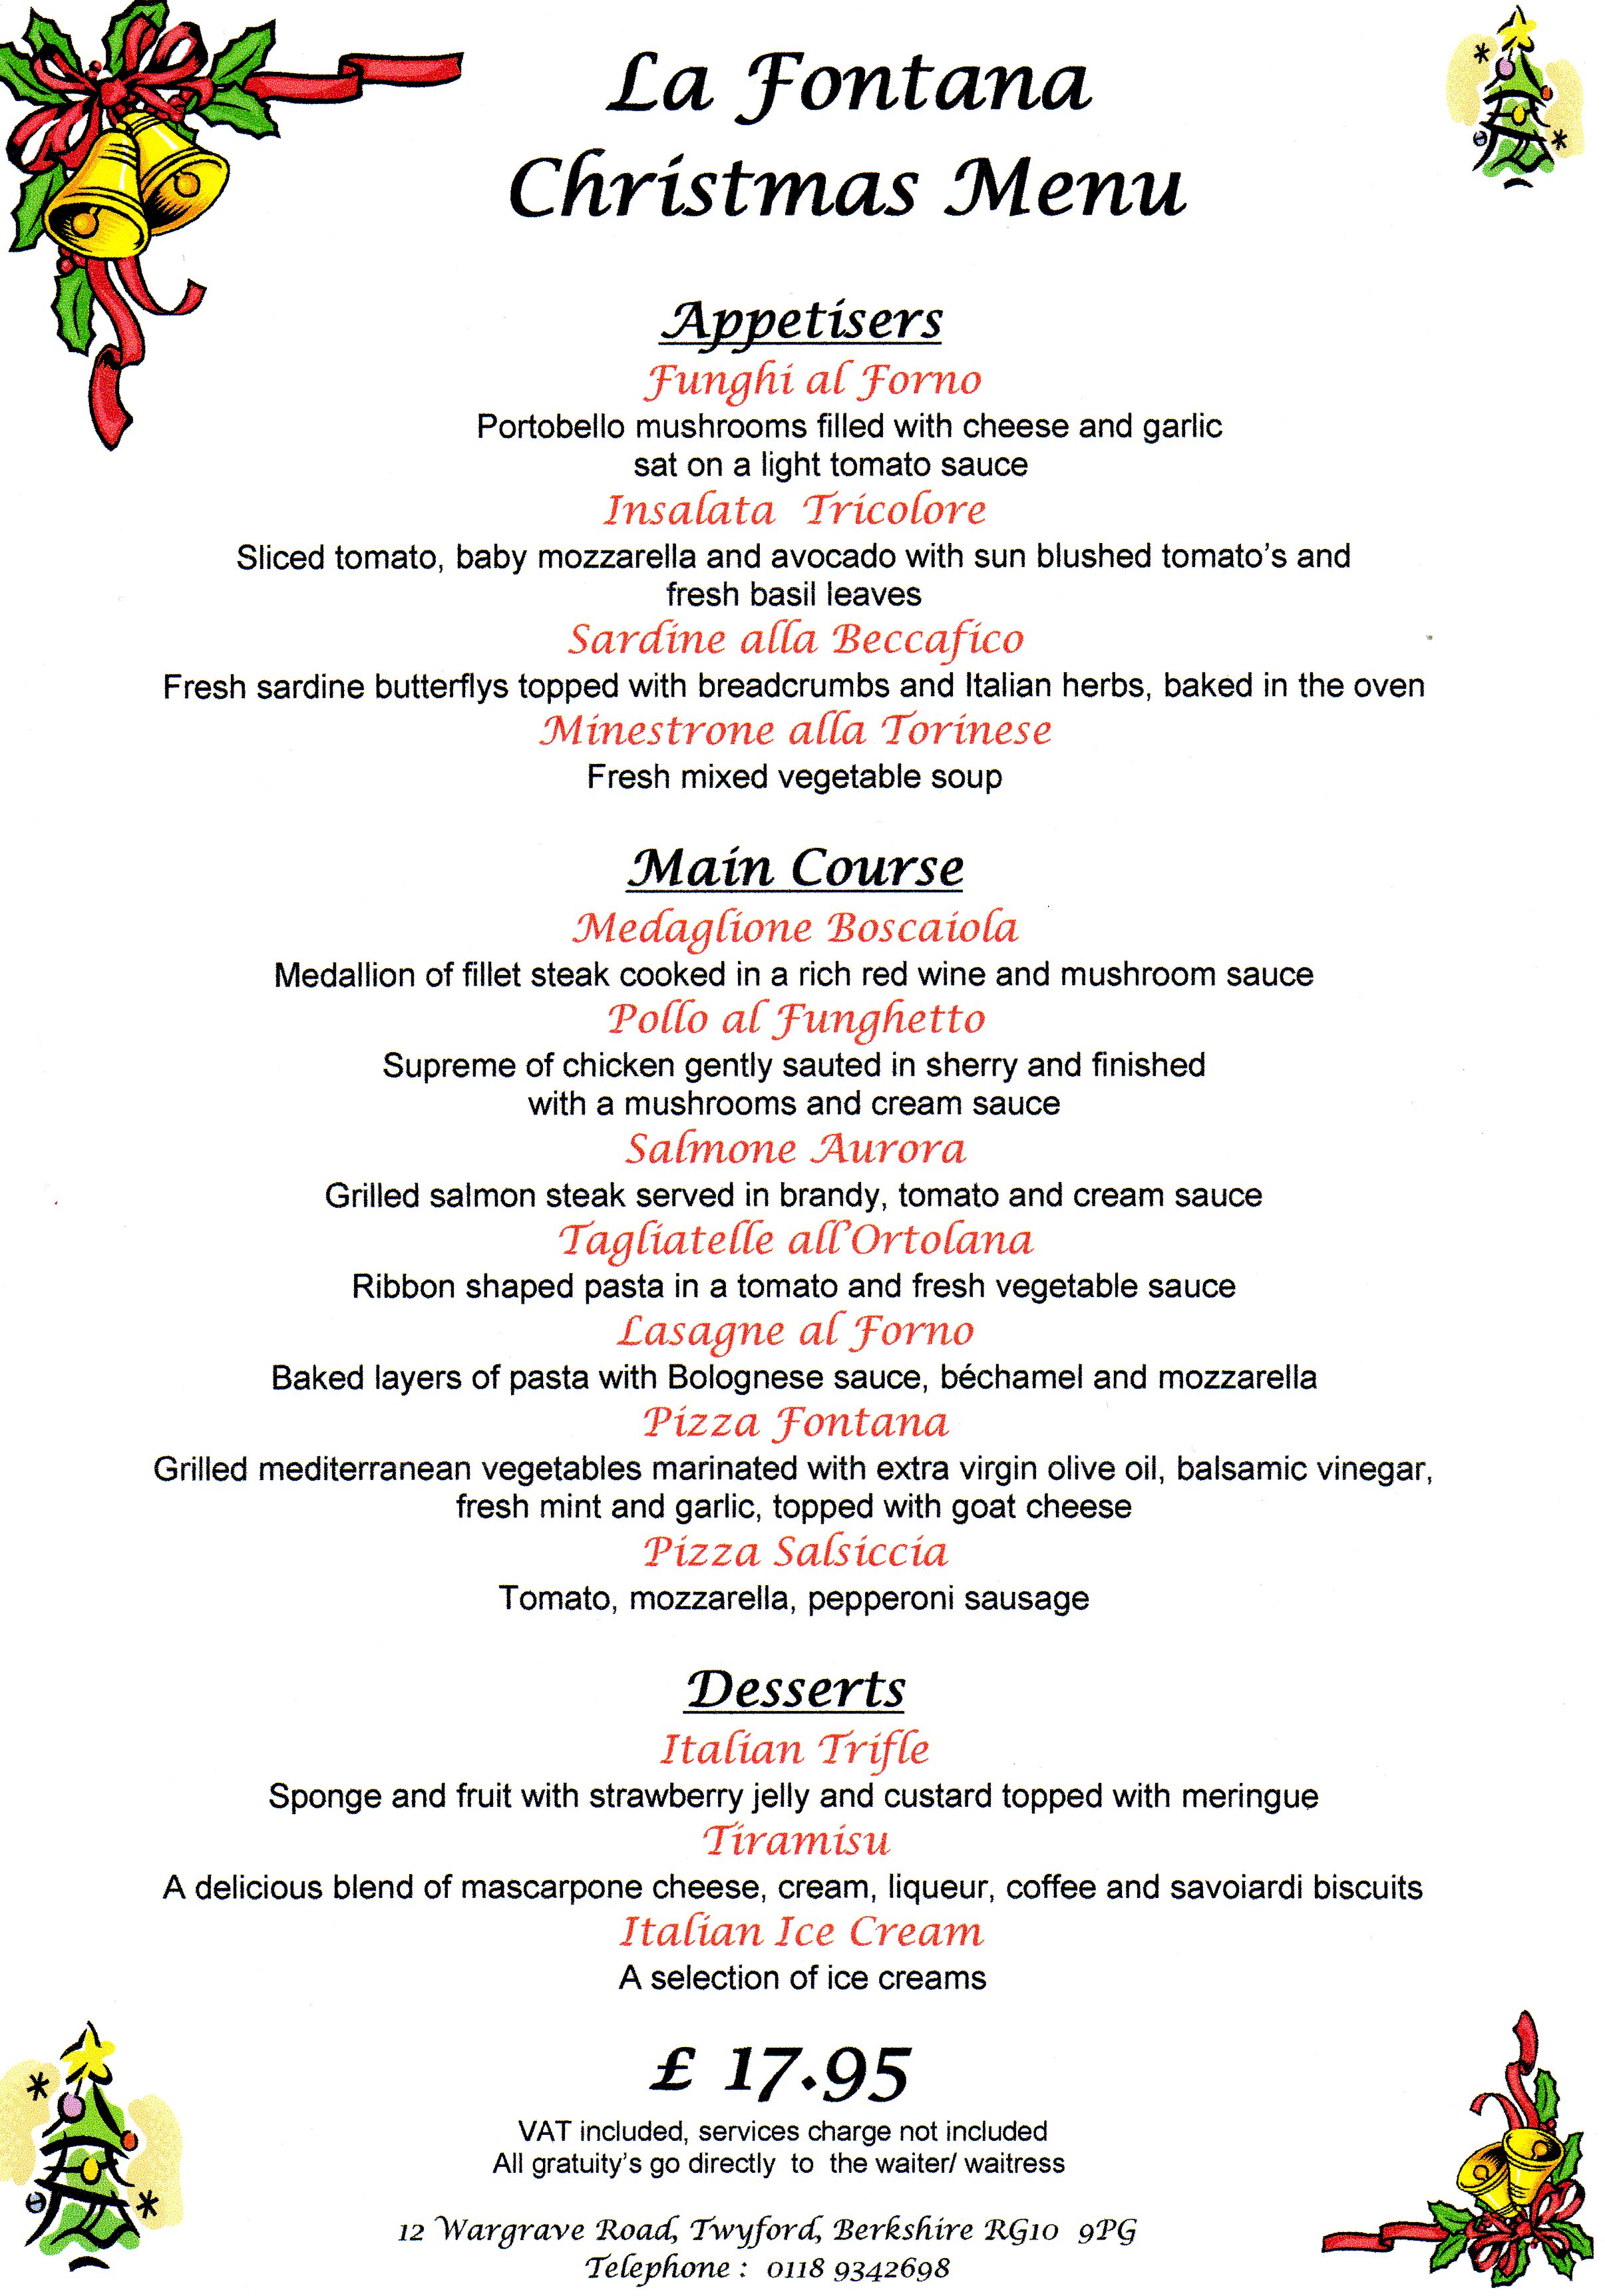 La Fontana
Christmas Menu
Appetisers
Funghi al Forno
Portobello mushrooms filled with cheese and garlic
sat on a light tomato sauce
Insalata Tricolore
Sliced tomato, baby mozzarella and avocado with sun blushed tomato's and
fresh basil leaves
Sardine alla Beccafico
Fresh sardine butterflys topped with breadcrumbs and Italian herbs, baked in the oven
Minestrone alla Torinese
Fresh mixed vegetable soup
Main Course
Medaglione Boscaiola
Medallion of fillet steak cooked in a rich red wine and mushroom sauce
Pollo al Funghetto
Supreme of chicken gently sauted in sherry and finished
with a mushrooms and cream sauce
Salmone Aurora
Grilled salmon steak served in brandy, tomato and cream sauce
Tagliatelle all'Ortolana
Ribbon shaped pasta in a tomato and fresh vegetable sauce
Lasagne al Forno
Baked layers of pasta with Bolognese sauce, béchamel and mozzarella
Pizza Fontana
Grilled mediterranean vegetables marinated with extra virgin olive oil, balsamic vinegar,
fresh mint and garlic, topped with goat cheese
Pizza Salsiccia
Tomato, mozzarella, pepperoni sausage
Desserts
Italian Trifle
Sponge and fruit with strawberry jelly and custard topped with meringue
Tiramisu
A delicious blend of mascarpone cheese, cream, liqueur, coffee and savoiardi biscuits
Italian Ice Cream
A selection of ice creams
£ 17.95
VAT included, services charge not included
All gratuity's go directly to the waiter/ waitress
12 Wargrave Road, Twyford, Berkshire RG10 9PG
Telephone : 0118 9342698